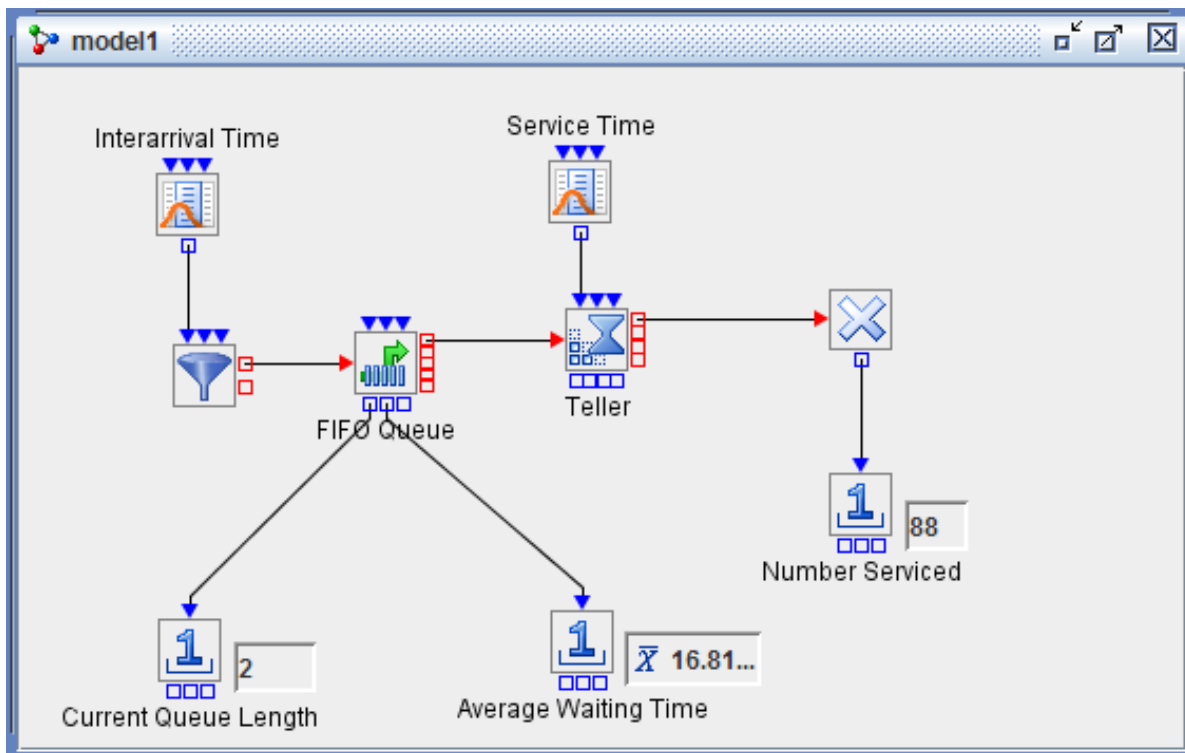 model1
Interarrival Time
Service Time
FIFO Queue
Teller
88
Number Serviced
2
x̄ 16.81...
Current Queue Length
Average Waiting Time